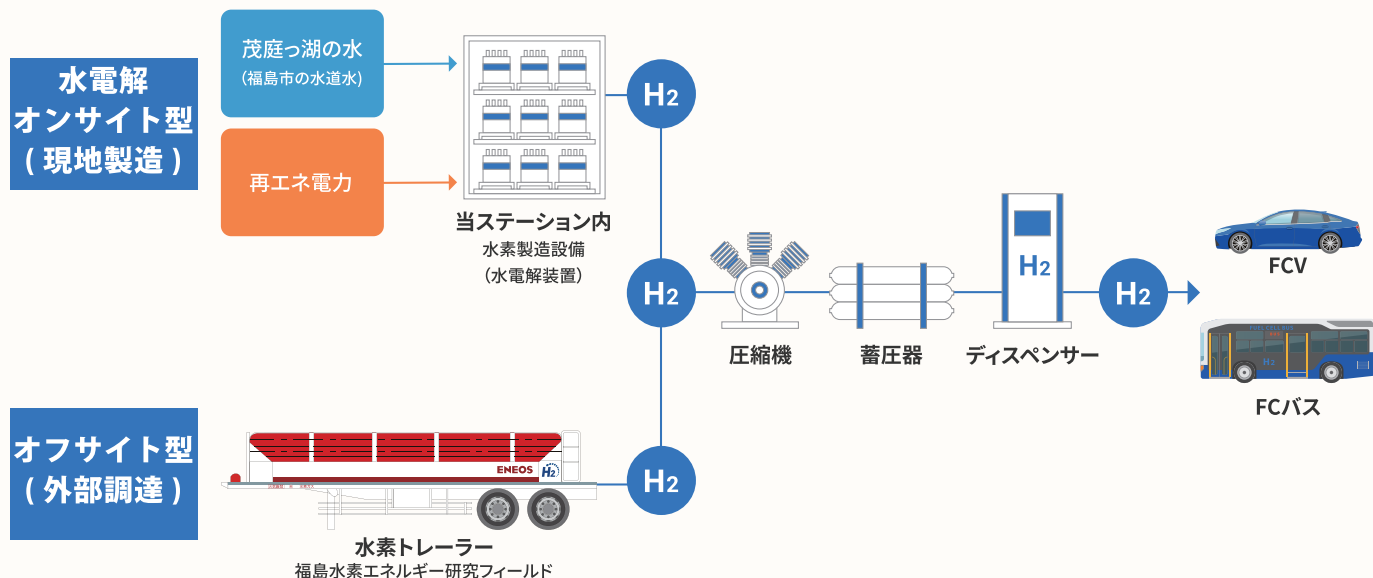 水電解
オンサイト型
(現地製造)
茂庭っ湖の水
(福島市の水道水)
再エネ電力
当ステーション内
水素製造設備
(水電解装置)
H2
H2
圧縮機
蓄圧器
H2
ディスペンサー
H2
FCV
H2
FCバス
オフサイト型
(外部調達)
ENEOS
H2
H2
水素トレーラー
福島水素エネルギー研究フィールド